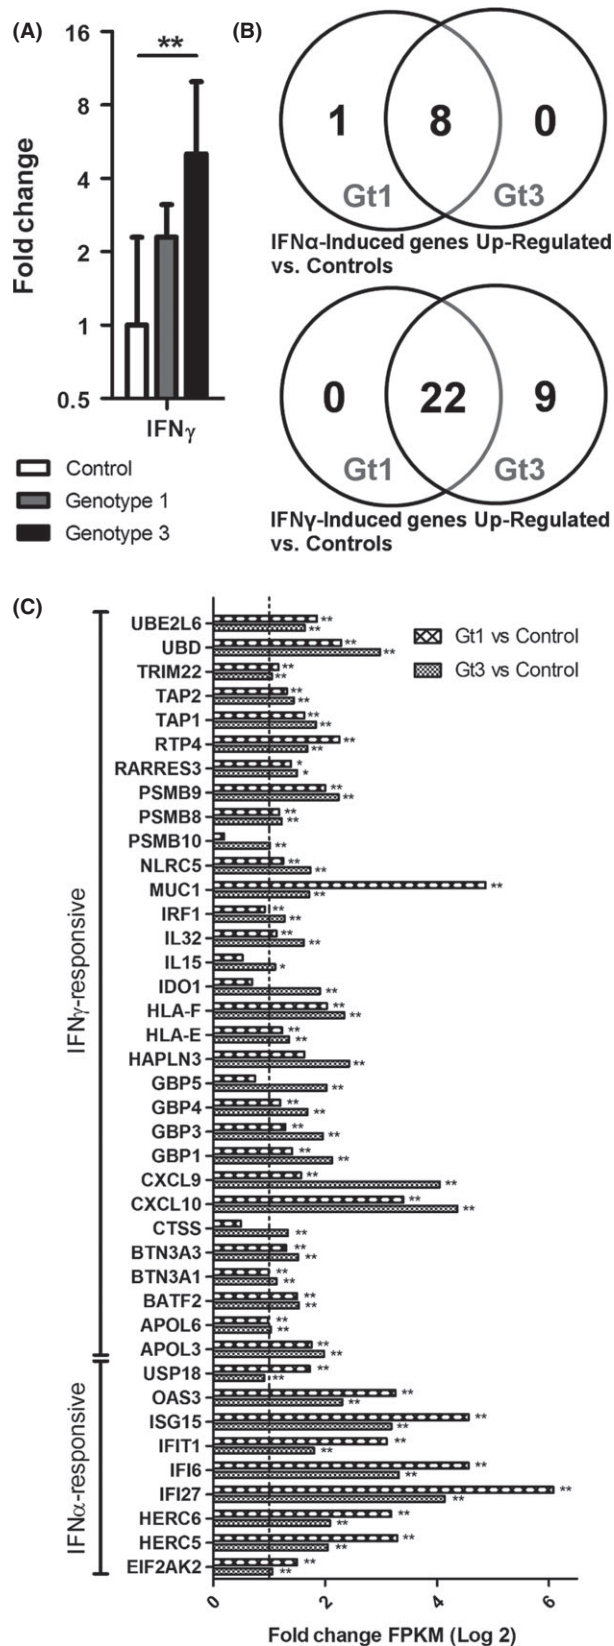 (A)
16
8
4
2
1
0.5
Fold change
**
IFNγ
Control
Genotype 1
Genotype 3
(B)
1 8 0
Gt1 Gt3
IFNα-Induced genes Up-Regulated
vs. Controls
0 22 9
Gt1 Gt3
IFNγ-Induced genes Up-Regulated
vs. Controls
(C)
Gt1 vs Control
Gt3 vs Control
IFNγ-responsive
UBE2L6 ** **
UBD ** **
TRIM22 ** **
TAP2 ** **
TAP1 ** **
RTP4 ** **
RARRES3 * *
PSMB9 ** **
PSMB8 ** **
PSMB10 **
NLRC5 ** **
MUC1 ** **
IRF1 ** **
IL32 ** **
IL15 *
IDO1 **
HLA-F ** **
HLA-E ** **
HAPLN3 **
GBP5 **
GBP4 ** **
GBP3 ** **
GBP1 ** **
CXCL9 ** **
CXCL10 ** **
CTSS **
BTN3A3 ** **
BTN3A1 ** **
BATF2 ** **
APOL6 ** **
APOL3 ** **
IFNα-responsive
USP18 ** **
OAS3 ** **
ISG15 ** **
IFIT1 ** **
IFI6 ** **
IFI27 ** **
HERC6 ** **
HERC5 ** **
EIF2AK2 ** **
0 2 4 6
Fold change FPKM (Log 2)